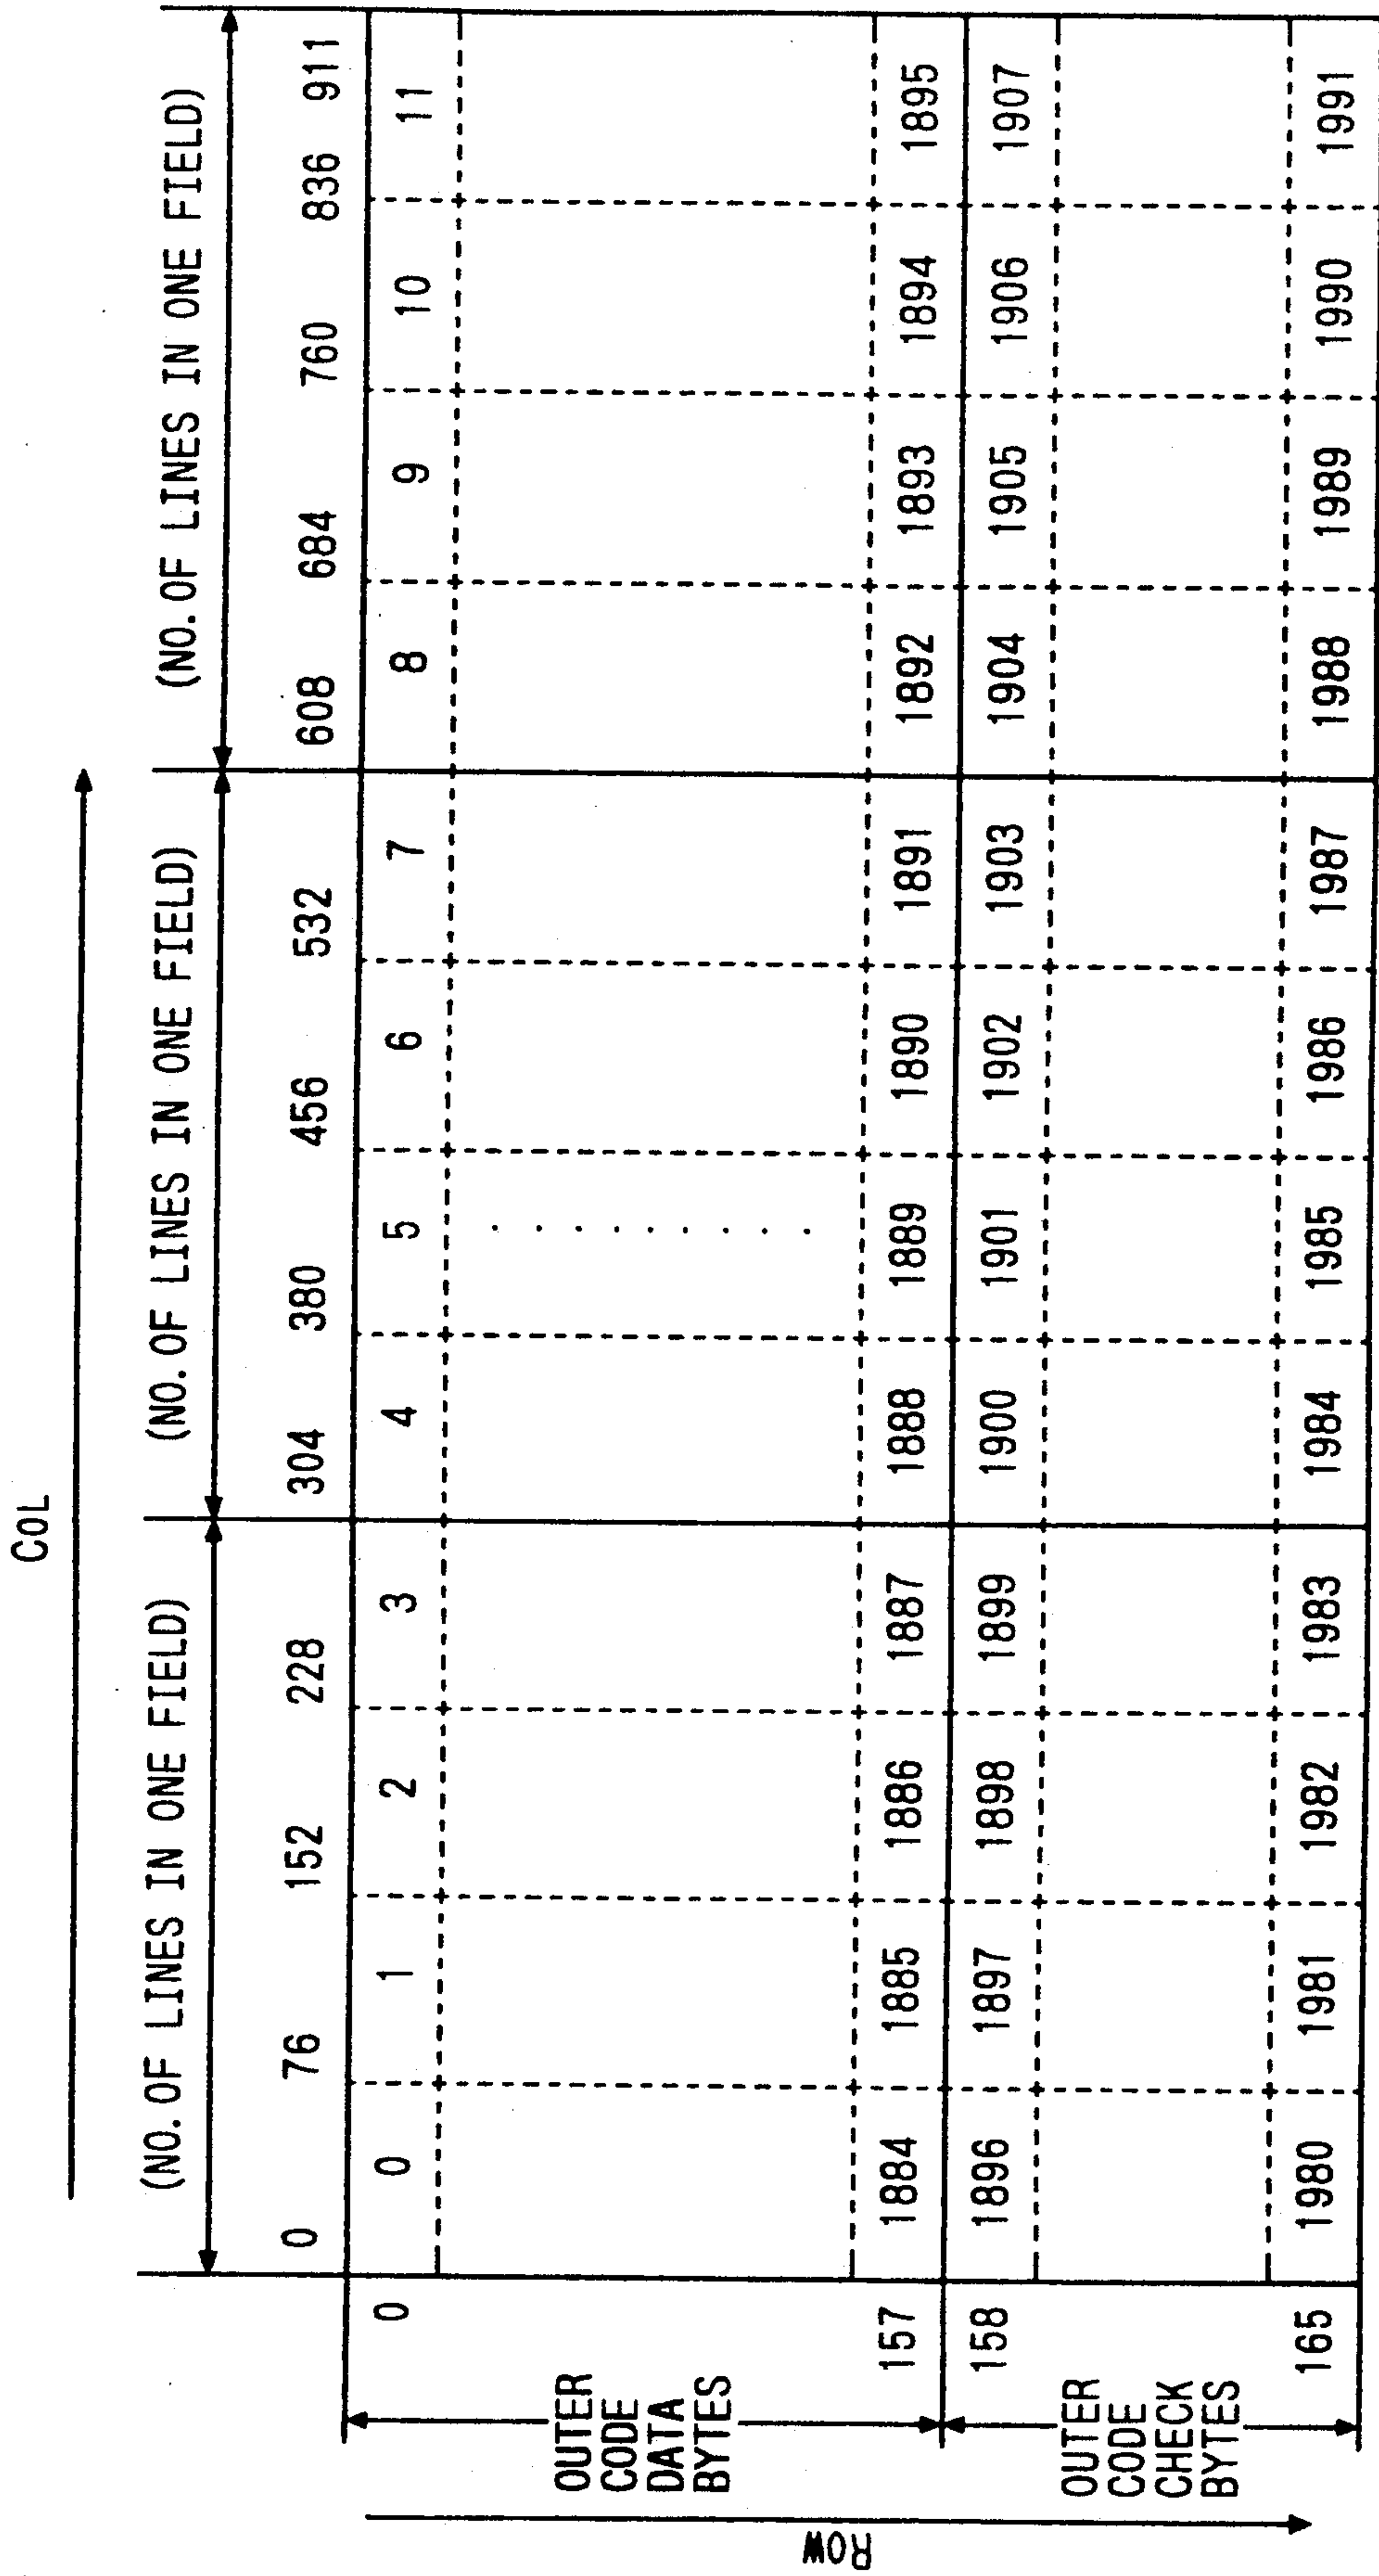 COL
(NO.OF LINES IN ONE FIELD) (NO.OF LINES IN ONE FIELD) (NO.OF LINES IN ONE FIELD)
0 76 152 228 304 380 456 532 608 684 760 836 911
0 0 1 2 3 4 5 6 7 8 9 10 11
OUTER
CODE
DATA
BYTES
157 1884 1885 1886 1887 1888 1889 1890 1891 1892 1893 1894 1895
158 1896 1897 1898 1899 1900 1901 1902 1903 1904 1905 1906 1907
OUTER
CODE
CHECK
BYTES
165 1980 1981 1982 1983 1984 1985 1986 1987 1988 1989 1990 1991
ROW